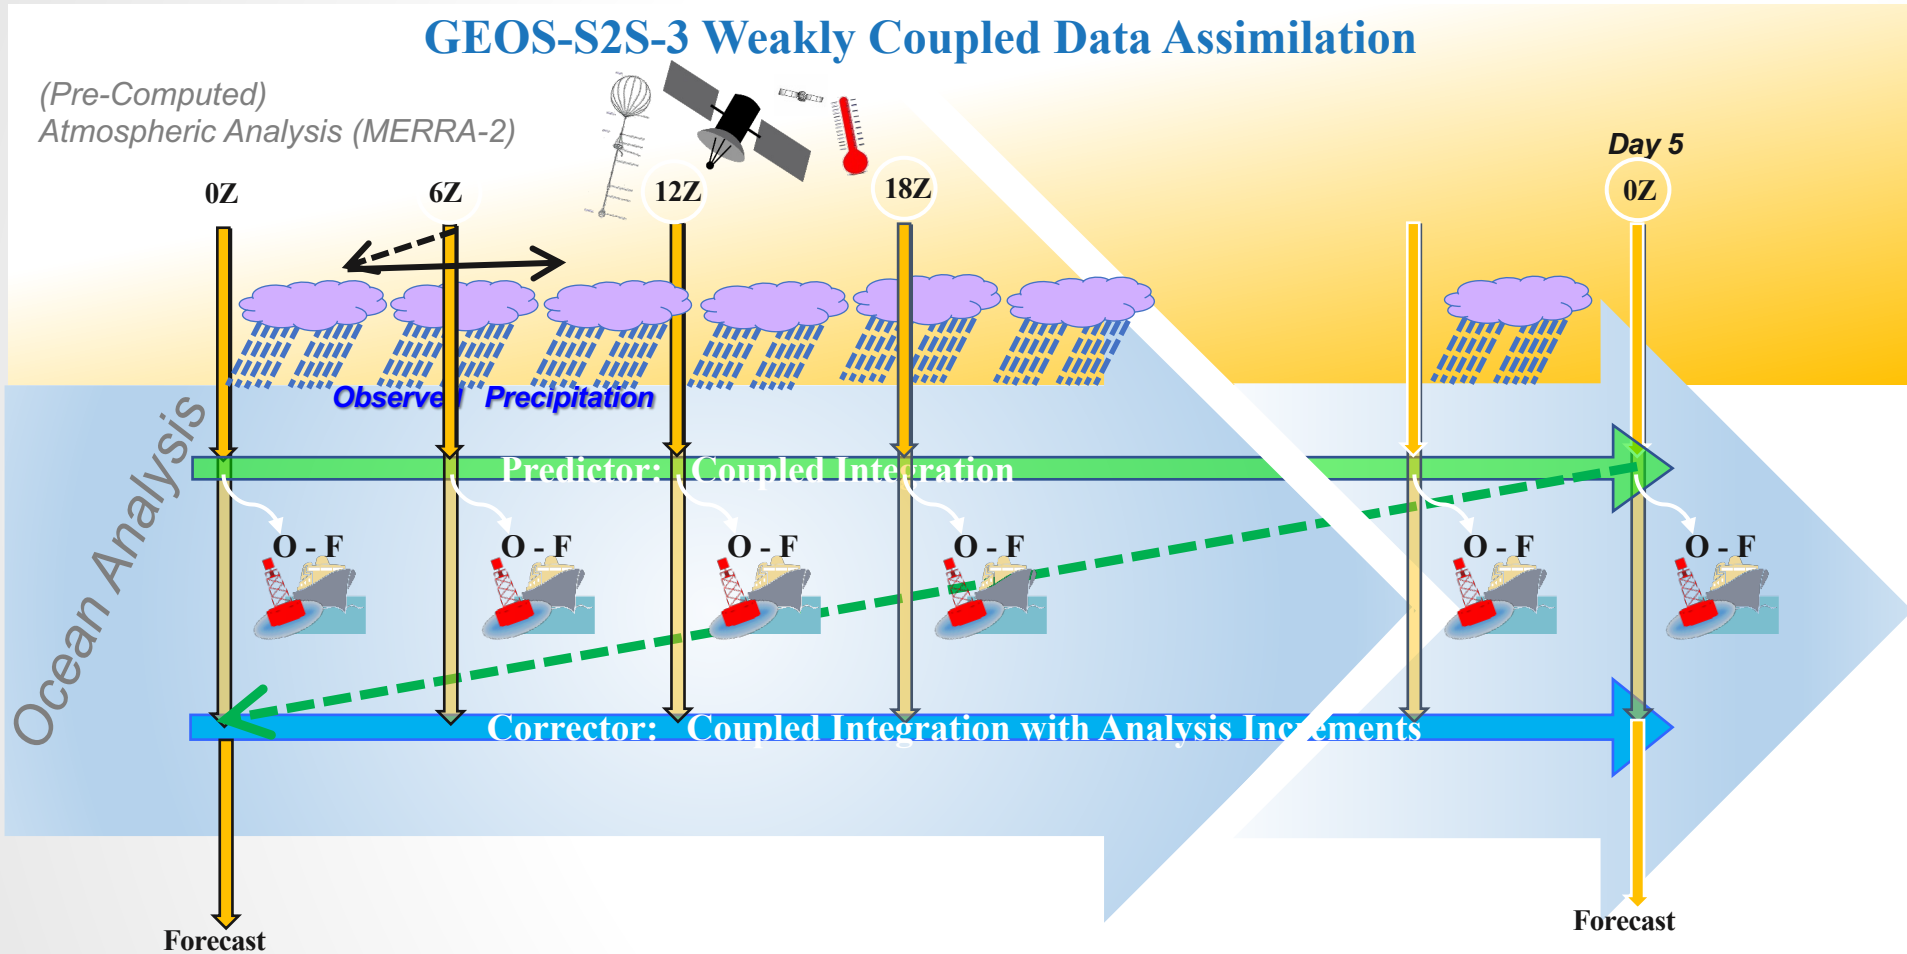 GEOS-S2S-3 Weakly Coupled Data Assimilation
(Pre-Computed)
Atmospheric Analysis (MERRA-2)
Day 5
0Z
6Z
12Z
18Z
0Z
Observed Precipitation
Ocean Analysis
Predictor: Coupled Integration
O - F
O - F
O - F
O - F
O - F
O - F
Corrector: Coupled Integration with Analysis Increments
Forecast
Forecast